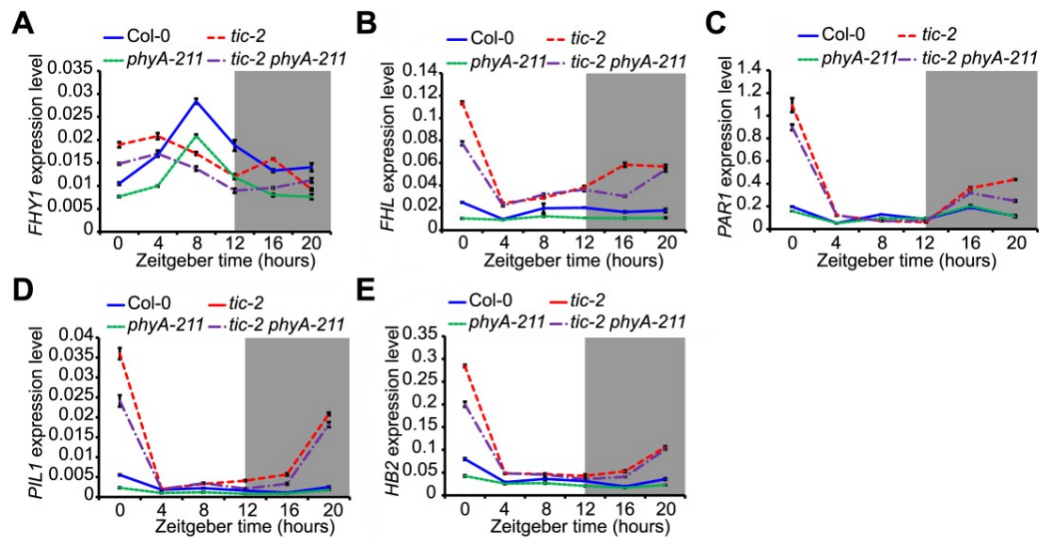 A
Col-0 tic-2
phyA-211 tic-2 phyA-211
FHY1 expression level
0.035
0.03
0.025
0.02
0.015
0.01
0.005
0
0 4 8 12 16 20
Zeitgeber time (hours)
B
Col-0 tic-2
phyA-211 tic-2 phyA-211
FHL expression level
0.14
0.12
0.1
0.08
0.06
0.04
0.02
0
0 4 8 12 16 20
Zeitgeber time (hours)
C
Col-0 tic-2
phyA-211 tic-2 phyA-211
PAR1 expression level
1.4
1.2
1
0.8
0.6
0.4
0.2
0
0 4 8 12 16 20
Zeitgeber time (hours)
D
Col-0 tic-2
phyA-211 tic-2 phyA-211
PIL1 expression level
0.04
0.035
0.03
0.025
0.02
0.015
0.01
0.005
0
0 4 8 12 16 20
Zeitgeber time (hours)
E
Col-0 tic-2
phyA-211 tic-2 phyA-211
HB2 expression level
0.35
0.3
0.25
0.2
0.15
0.1
0.05
0
0 4 8 12 16 20
Zeitgeber time (hours)